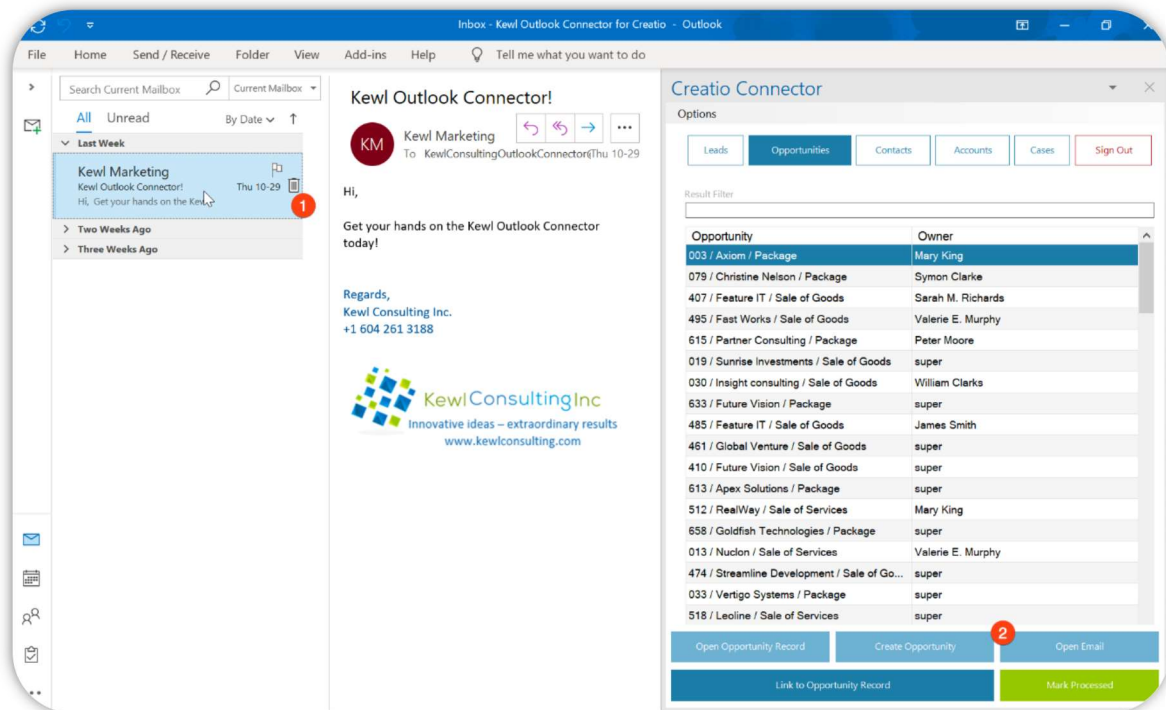 Inbox - Kewl Outlook Connector for Creatio - Outlook
File Home Send / Receive Folder View Add-ins Help Tell me what you want to do
Search Current Mailbox Current Mailbox
All Unread By Date
Last Week
Kewl Marketing
Kewl Outlook Connector! Thu 10-29
Hi, Get your hands on the Kewl
1
Two Weeks Ago
Three Weeks Ago
Kewl Outlook Connector!
KM
Kewl Marketing
To KewlConsultingOutlookConnector( Thu 10-29
Hi,
Get your hands on the Kewl Outlook Connector
today!
Regards,
Kewl Consulting Inc.
+1 604 261 3188
KewlConsultingInc
Innovative ideas – extraordinary results
www.kewlconsulting.com
Creatio Connector
Options
Leads Opportunities Contacts Accounts Cases Sign Out
Result Filter
Opportunity Owner
003 / Axiom / Package Mary King
079 / Christine Nelson / Package Symon Clarke
407 / Feature IT / Sale of Goods Sarah M. Richards
495 / Fast Works / Sale of Goods Valerie E. Murphy
615 / Partner Consulting / Package Peter Moore
019 / Sunrise Investments / Sale of Goods super
030 / Insight consulting / Sale of Goods William Clarks
633 / Future Vision / Package super
485 / Feature IT / Sale of Goods James Smith
461 / Global Venture / Sale of Goods super
410 / Future Vision / Sale of Goods super
613 / Apex Solutions / Package super
512 / RealWay / Sale of Services Mary King
658 / Goldfish Technologies / Package super
013 / Nuclon / Sale of Services Valerie E. Murphy
474 / Streamline Development / Sale of Go... super
033 / Vertigo Systems / Package super
518 / Leoline / Sale of Services super
2
Open Opportunity Record Create Opportunity Open Email
Link to Opportunity Record Mark Processed